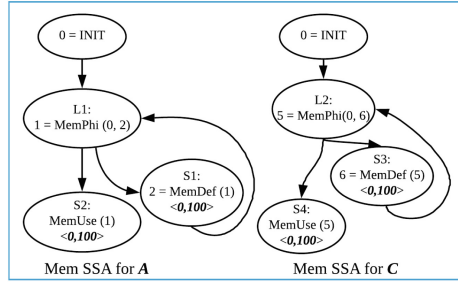 0 = INIT
L1:
1 = MemPhi (0, 2)
S1:
2 = MemDef (1)
<0,100>
S2:
MemUse (1)
<0,100>
Mem SSA for A
0 = INIT
L2:
5 = MemPhi(0, 6)
S3:
6 = MemDef (5)
<0,100>
S4:
MemUse (5)
<0,100>
Mem SSA for C